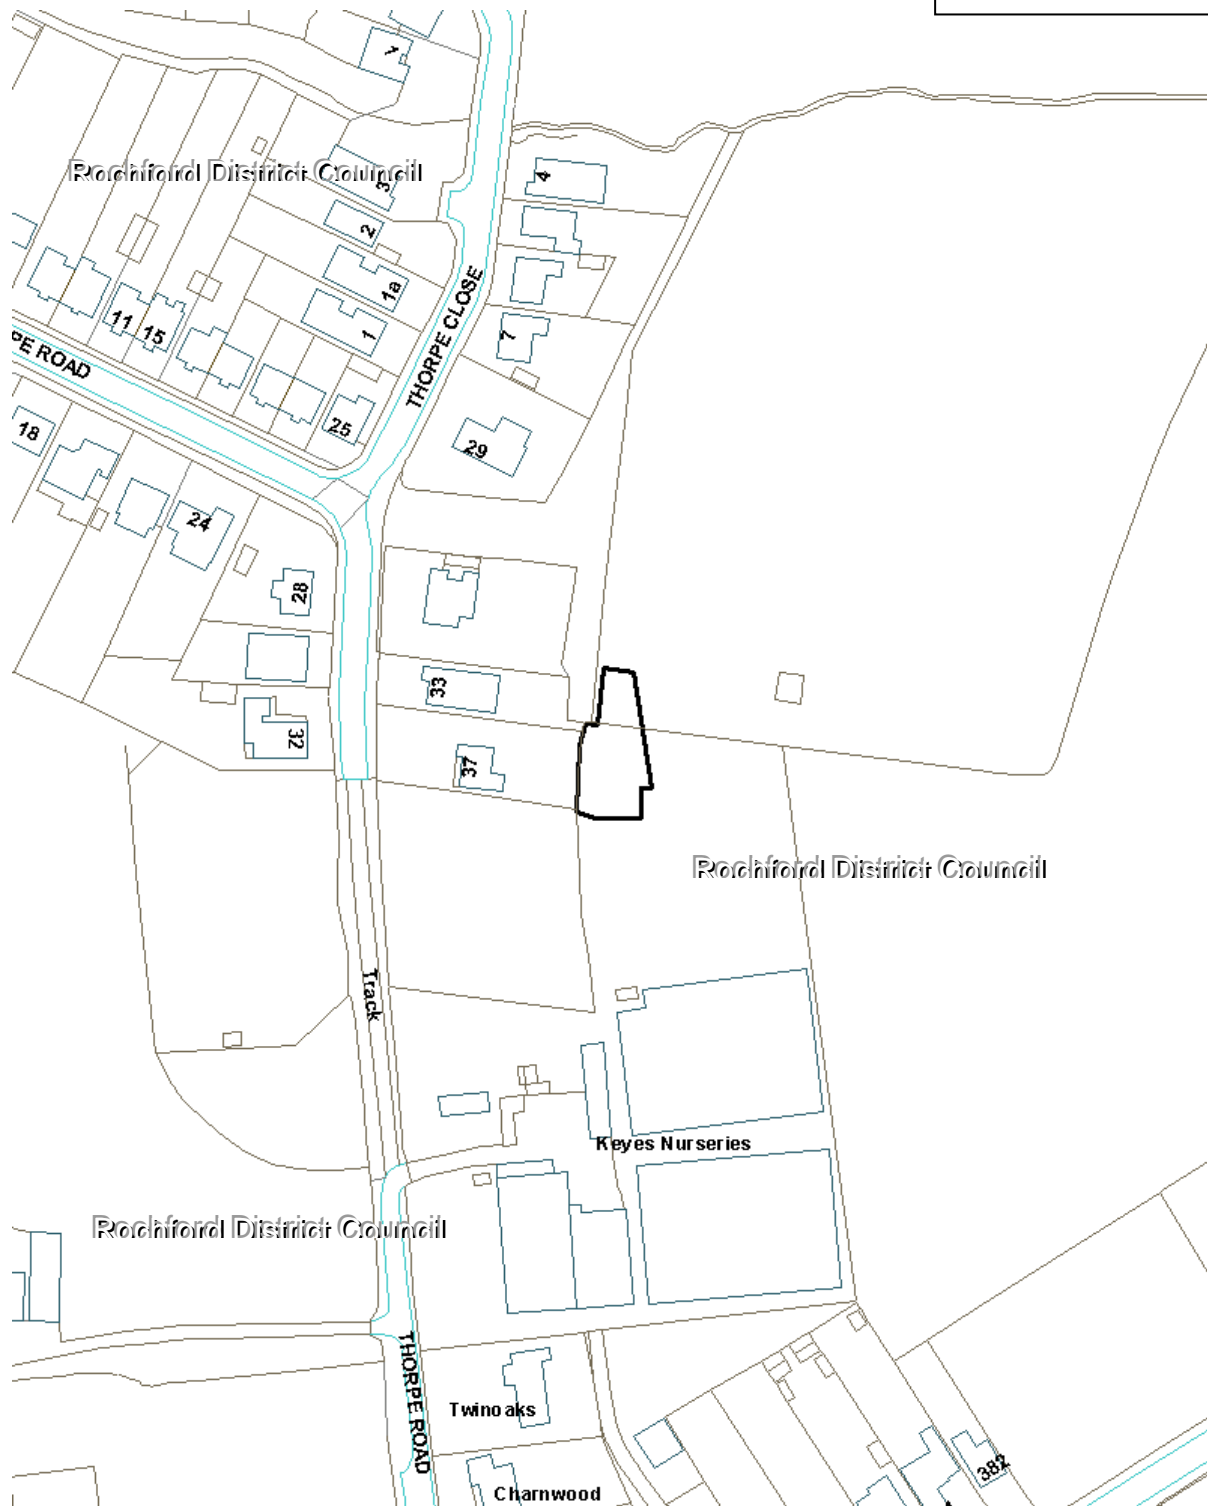 7
Rochford District Council
3
4
2
1a
1
THORPE CLOSE
7
11
15
PE ROAD
25
18
29
24
28
33
32
37
Rochford District Council
Track
Keyes Nurseries
Rochford District Council
THORPE ROAD
Twinoaks
382
Charnwood